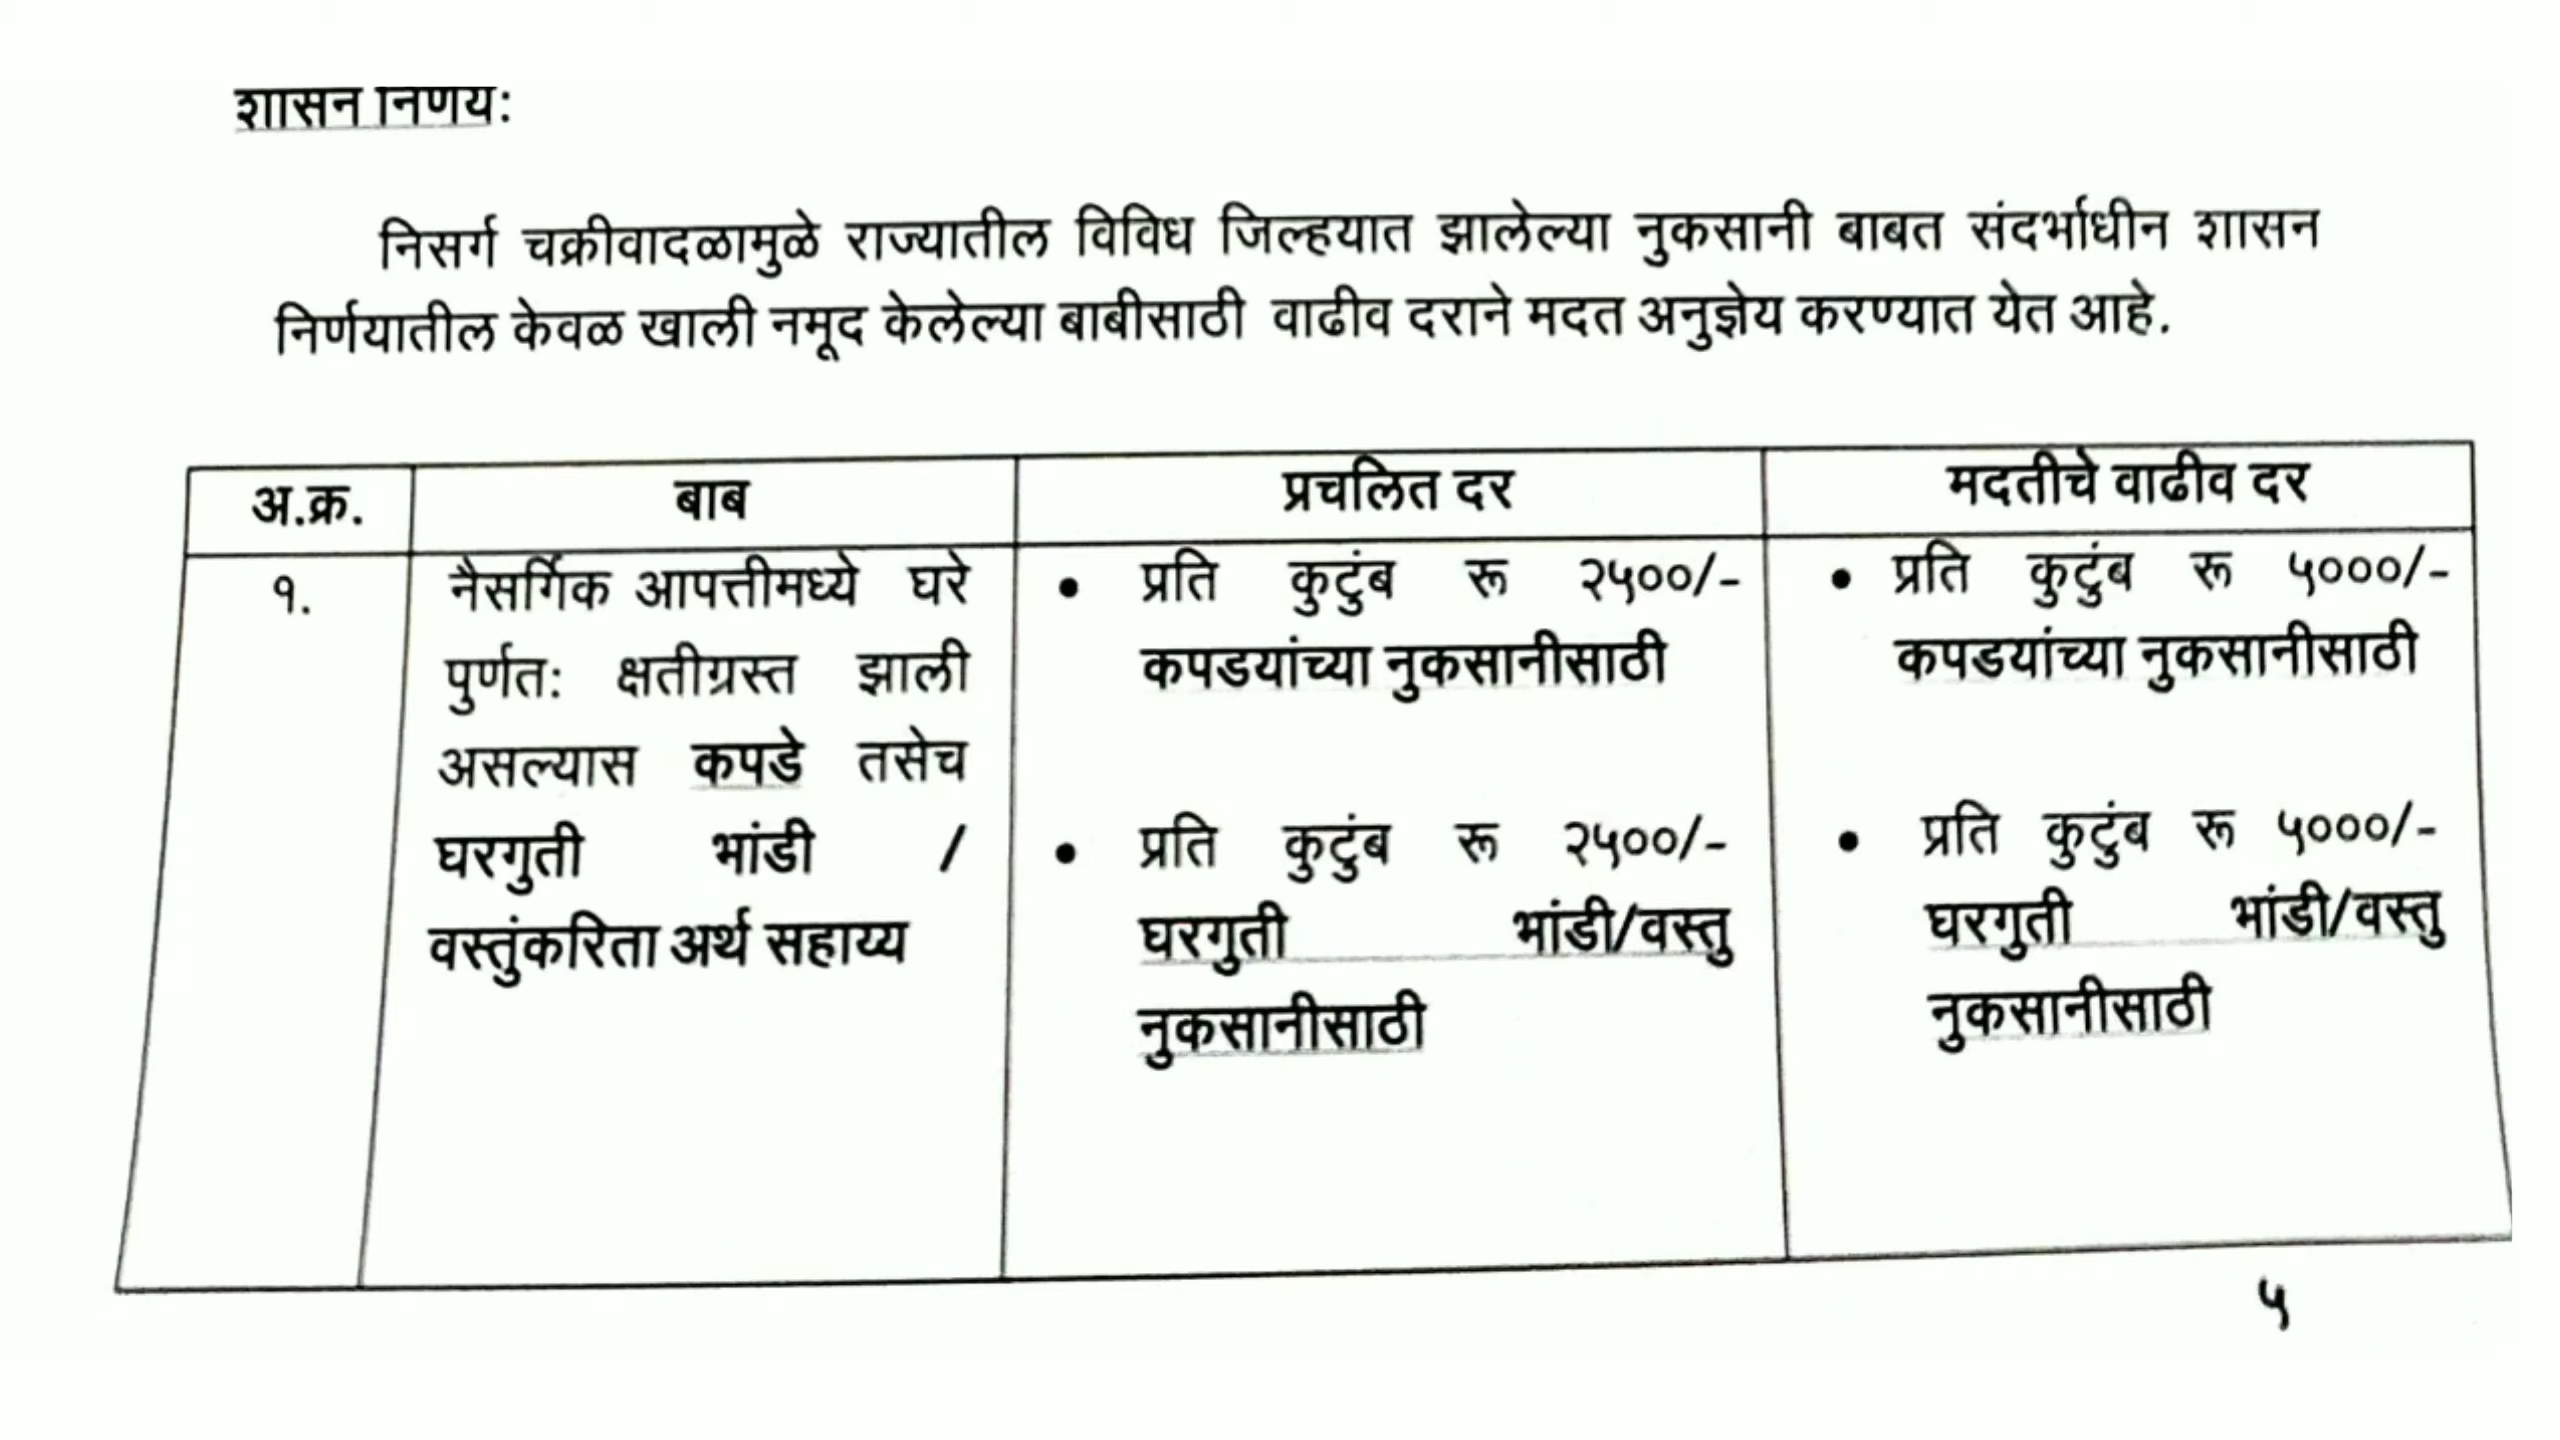 शासन निर्णय:
निसर्ग चक्रीवादळामुळे राज्यातील विविध जिल्हयात झालेल्या नुकसानी बाबत संदर्भाधीन शासन
निर्णयातील केवळ खाली नमूद केलेल्या बाबीसाठी वाढीव दराने मदत अनुज्ञेय करण्यात येत आहे.
अ.क्र. बाब प्रचलित दर मदतीचे वाढीव दर
१. नैसर्गिक आपत्तीमध्ये घरे • प्रति कुटुंब रू २५००/- • प्रति कुटुंब रू ५०००/-
पुर्णत: क्षतीग्रस्त झाली कपडयांच्या नुकसानीसाठी कपडयांच्या नुकसानीसाठी
असल्यास कपडे तसेच
घरगुती भांडी / • प्रति कुटुंब रू २५००/- • प्रति कुटुंब रू ५०००/-
वस्तुंकरिता अर्थ सहाय्य घरगुती भांडी/वस्तु घरगुती भांडी/वस्तु
नुकसानीसाठी नुकसानीसाठी
५